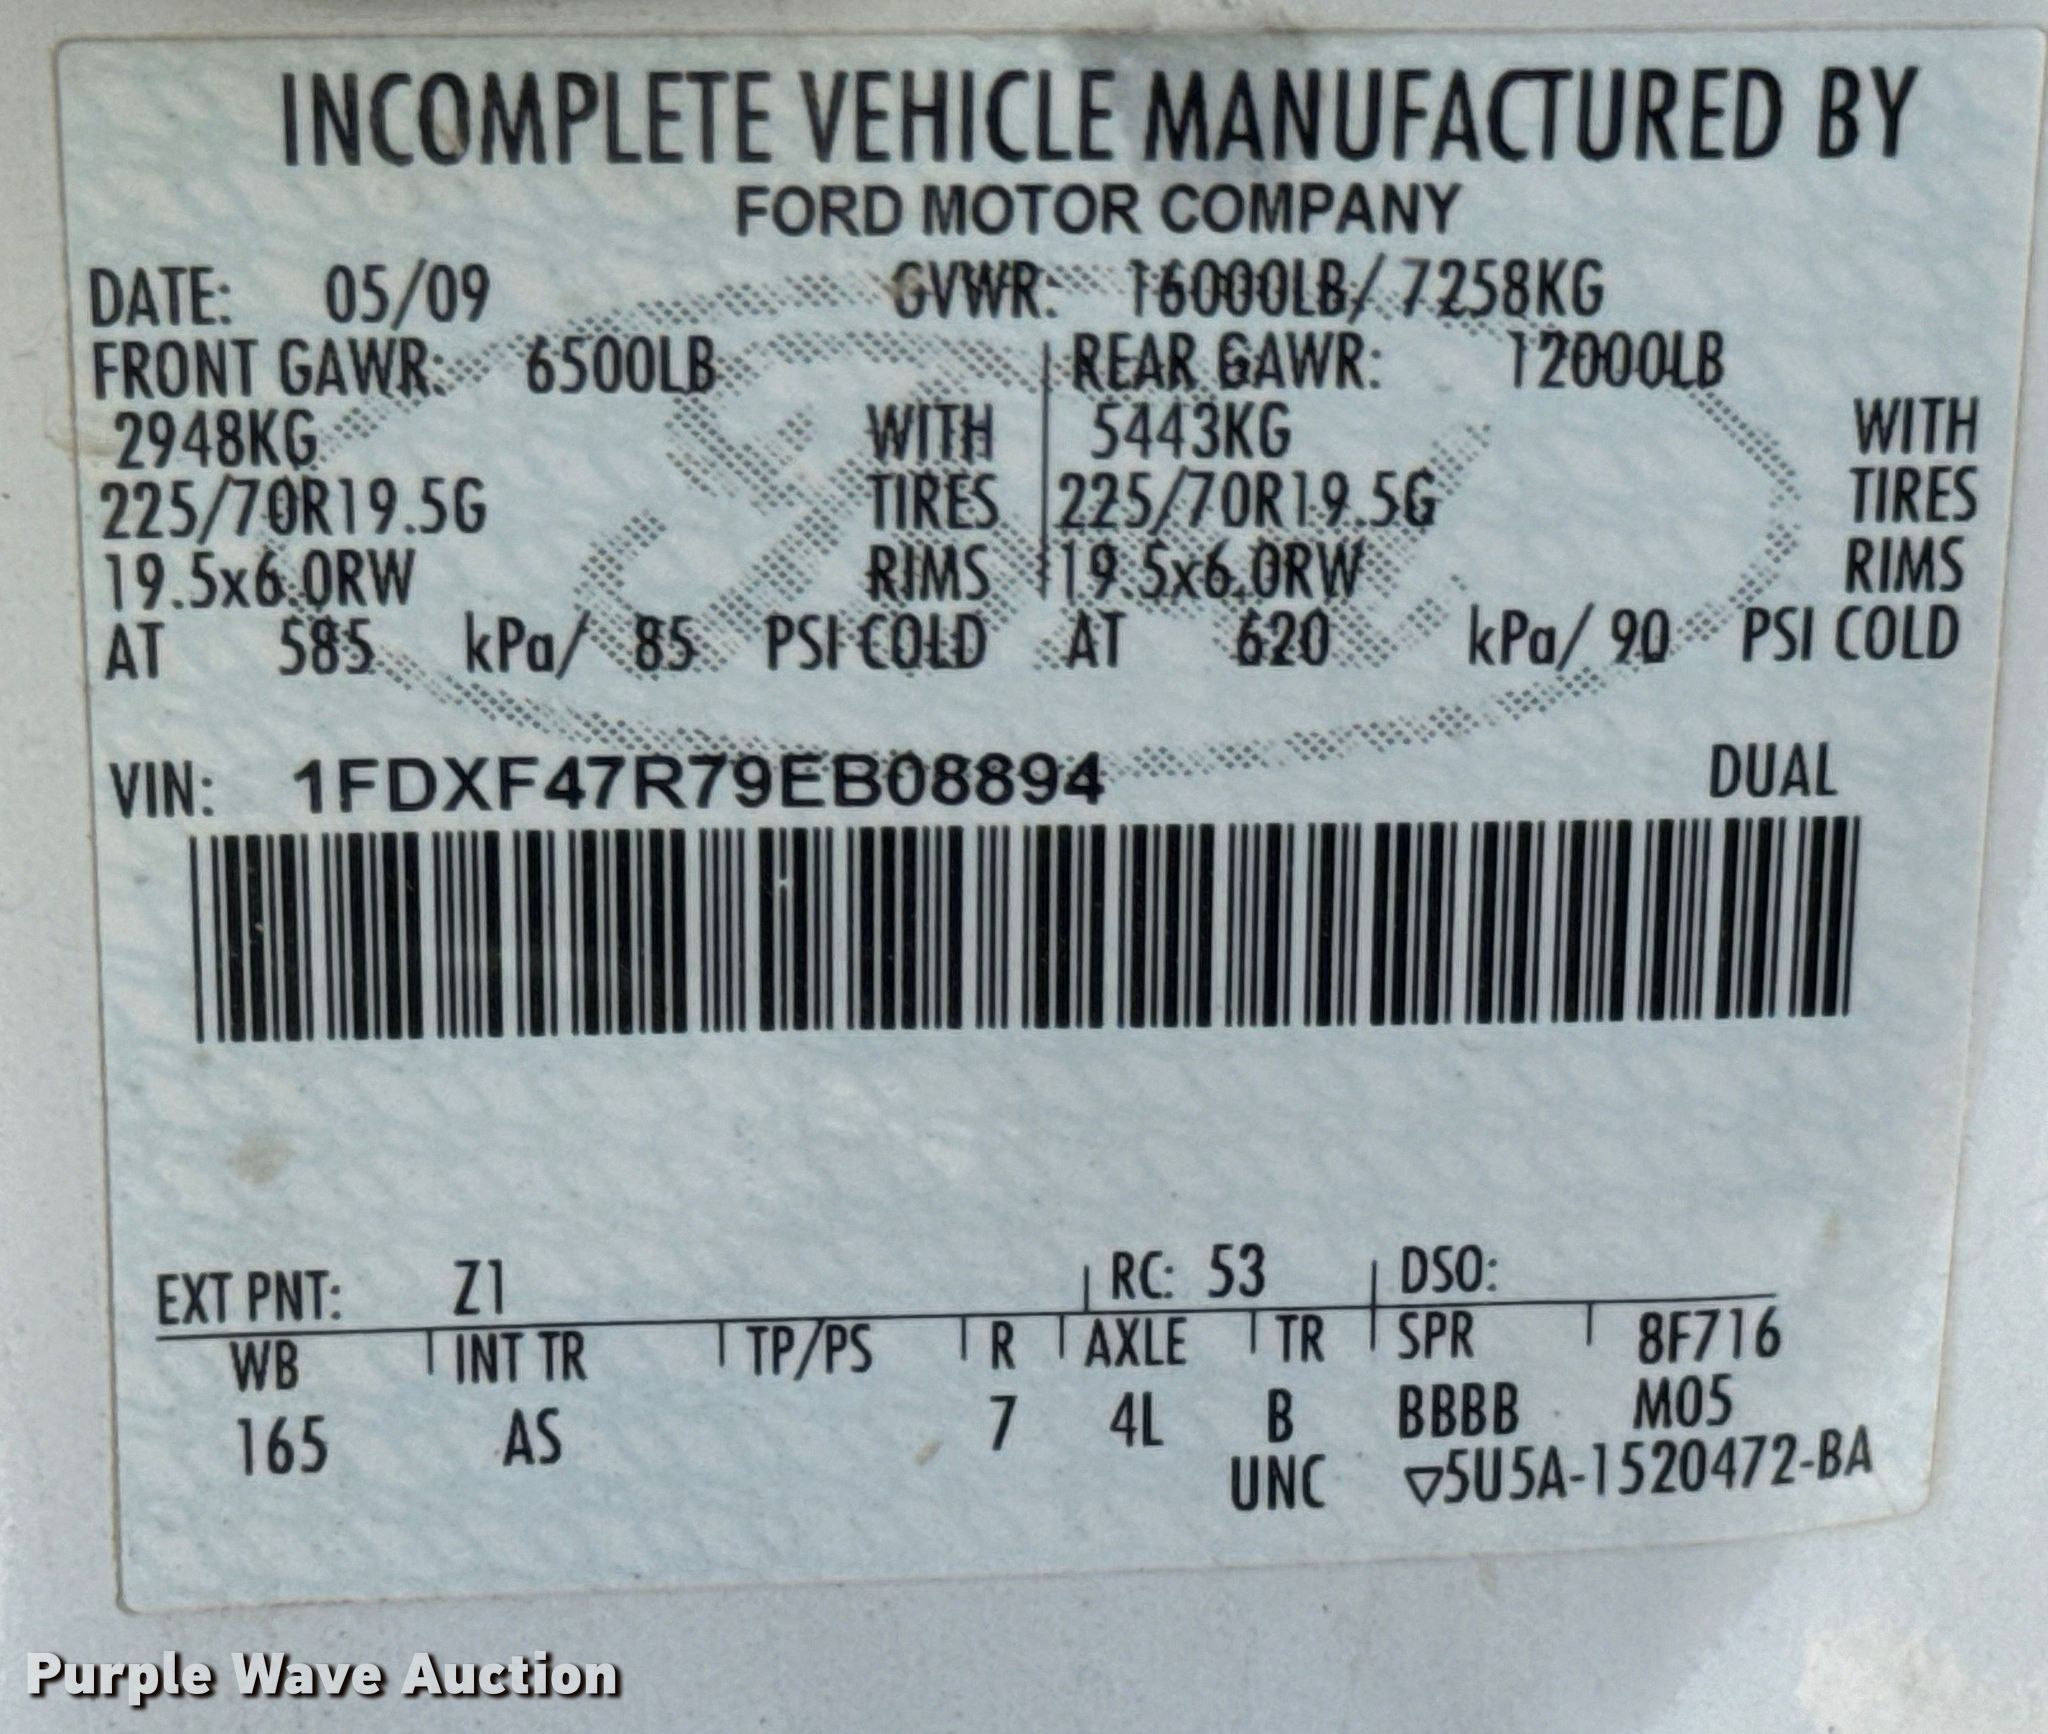 INCOMPLETE VEHICLE MANUFACTURED BY
FORD MOTOR COMPANY
DATE: 05/09 GVWR: 16000LB/ 7258KG
FRONT GAWR: 6500LB REAR GAWR: 12000LB
2948KG WITH 5443KG WITH
225/70R19.5G TIRES 225/70R19.5G TIRES
19.5x6.0RW RIMS 19.5x6.0RW RIMS
AT 585 kPa/ 85 PSI COLD AT 620 kPa/ 90 PSI COLD
VIN: 1FDXF47R79EB08894 DUAL
EXT PNT: Z1 RC: 53 DSO:
WB INT TR TP/PS R AXLE TR SPR 8F716
165 AS 7 4L B BBBB M05
UNC ▽5U5A-1520472-BA
Purple Wave Auction